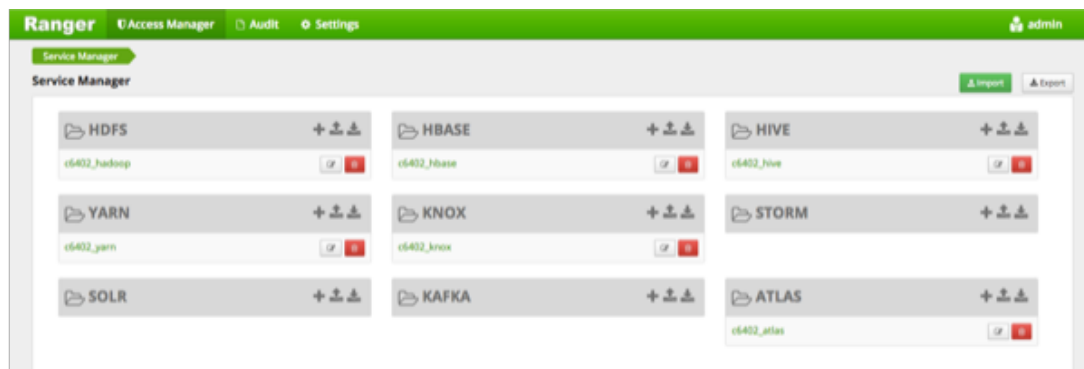 Ranger Access Manager Audit Settings admin
Service Manager
Service Manager Import Export
HDFS HBASE HIVE
c6402_hadoop c6402_hbase c6402_hive
YARN KNOX STORM
c6402_yarn c6402_knox
SOLR KAFKA ATLAS
c6402_atlas